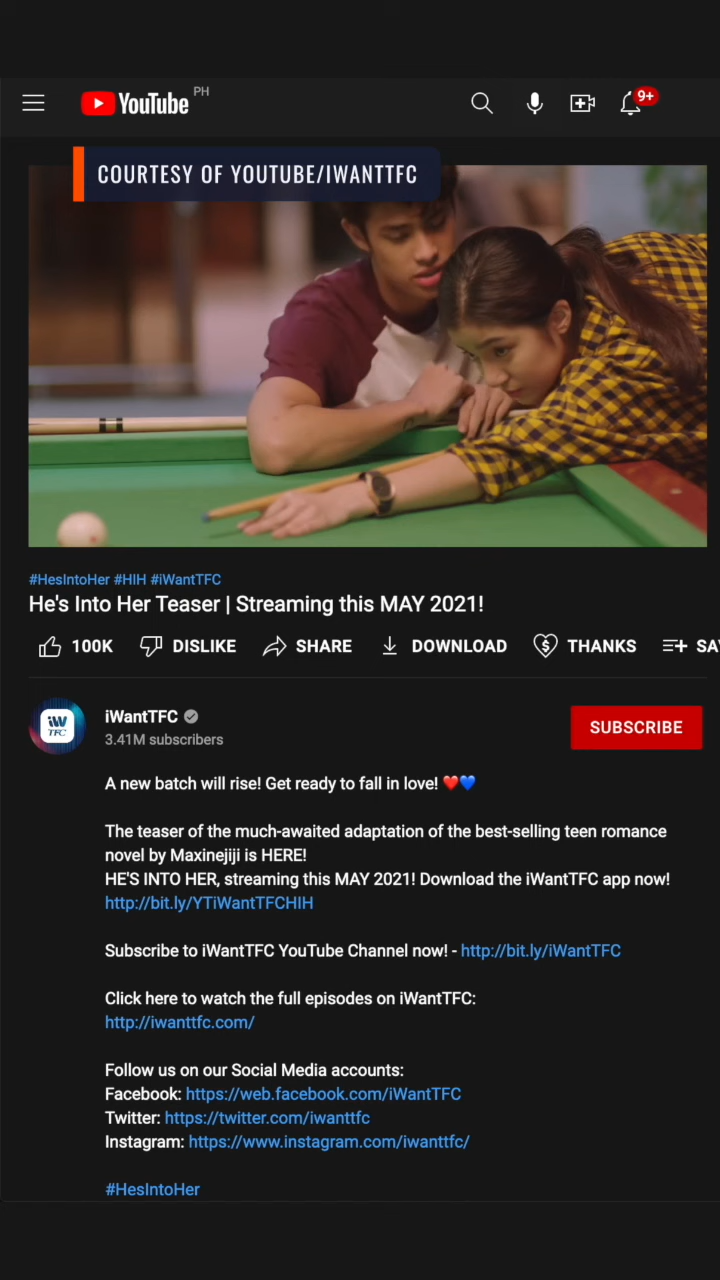 YouTube PH
9+
COURTESY OF YOUTUBE/IWANTTFC
#HesIntoHer #HIH #iWantTFC
He's Into Her Teaser | Streaming this MAY 2021!
100K DISLIKE SHARE DOWNLOAD THANKS SA
iW
TFC
iWantTFC
3.41M subscribers
SUBSCRIBE
A new batch will rise! Get ready to fall in love! ❤️💙
The teaser of the much-awaited adaptation of the best-selling teen romance
novel by Maxinejiji is HERE!
HE'S INTO HER, streaming this MAY 2021! Download the iWantTFC app now!
http://bit.ly/YTiWantTFCHIH
Subscribe to iWantTFC YouTube Channel now! - http://bit.ly/iWantTFC
Click here to watch the full episodes on iWantTFC:
http://iwanttfc.com/
Follow us on our Social Media accounts:
Facebook: https://web.facebook.com/iWantTFC
Twitter: https://twitter.com/iwanttfc
Instagram: https://www.instagram.com/iwanttfc/
#HesIntoHer